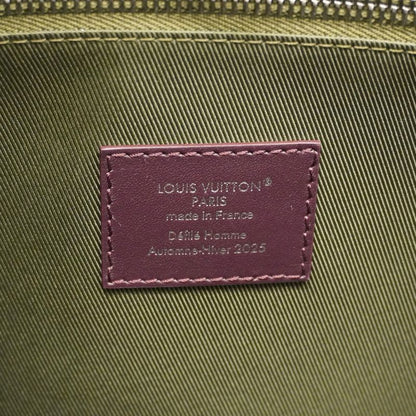 LOUIS VUITTON®
PARIS
made in France
Défilé Homme
Automne-Hiver 2025